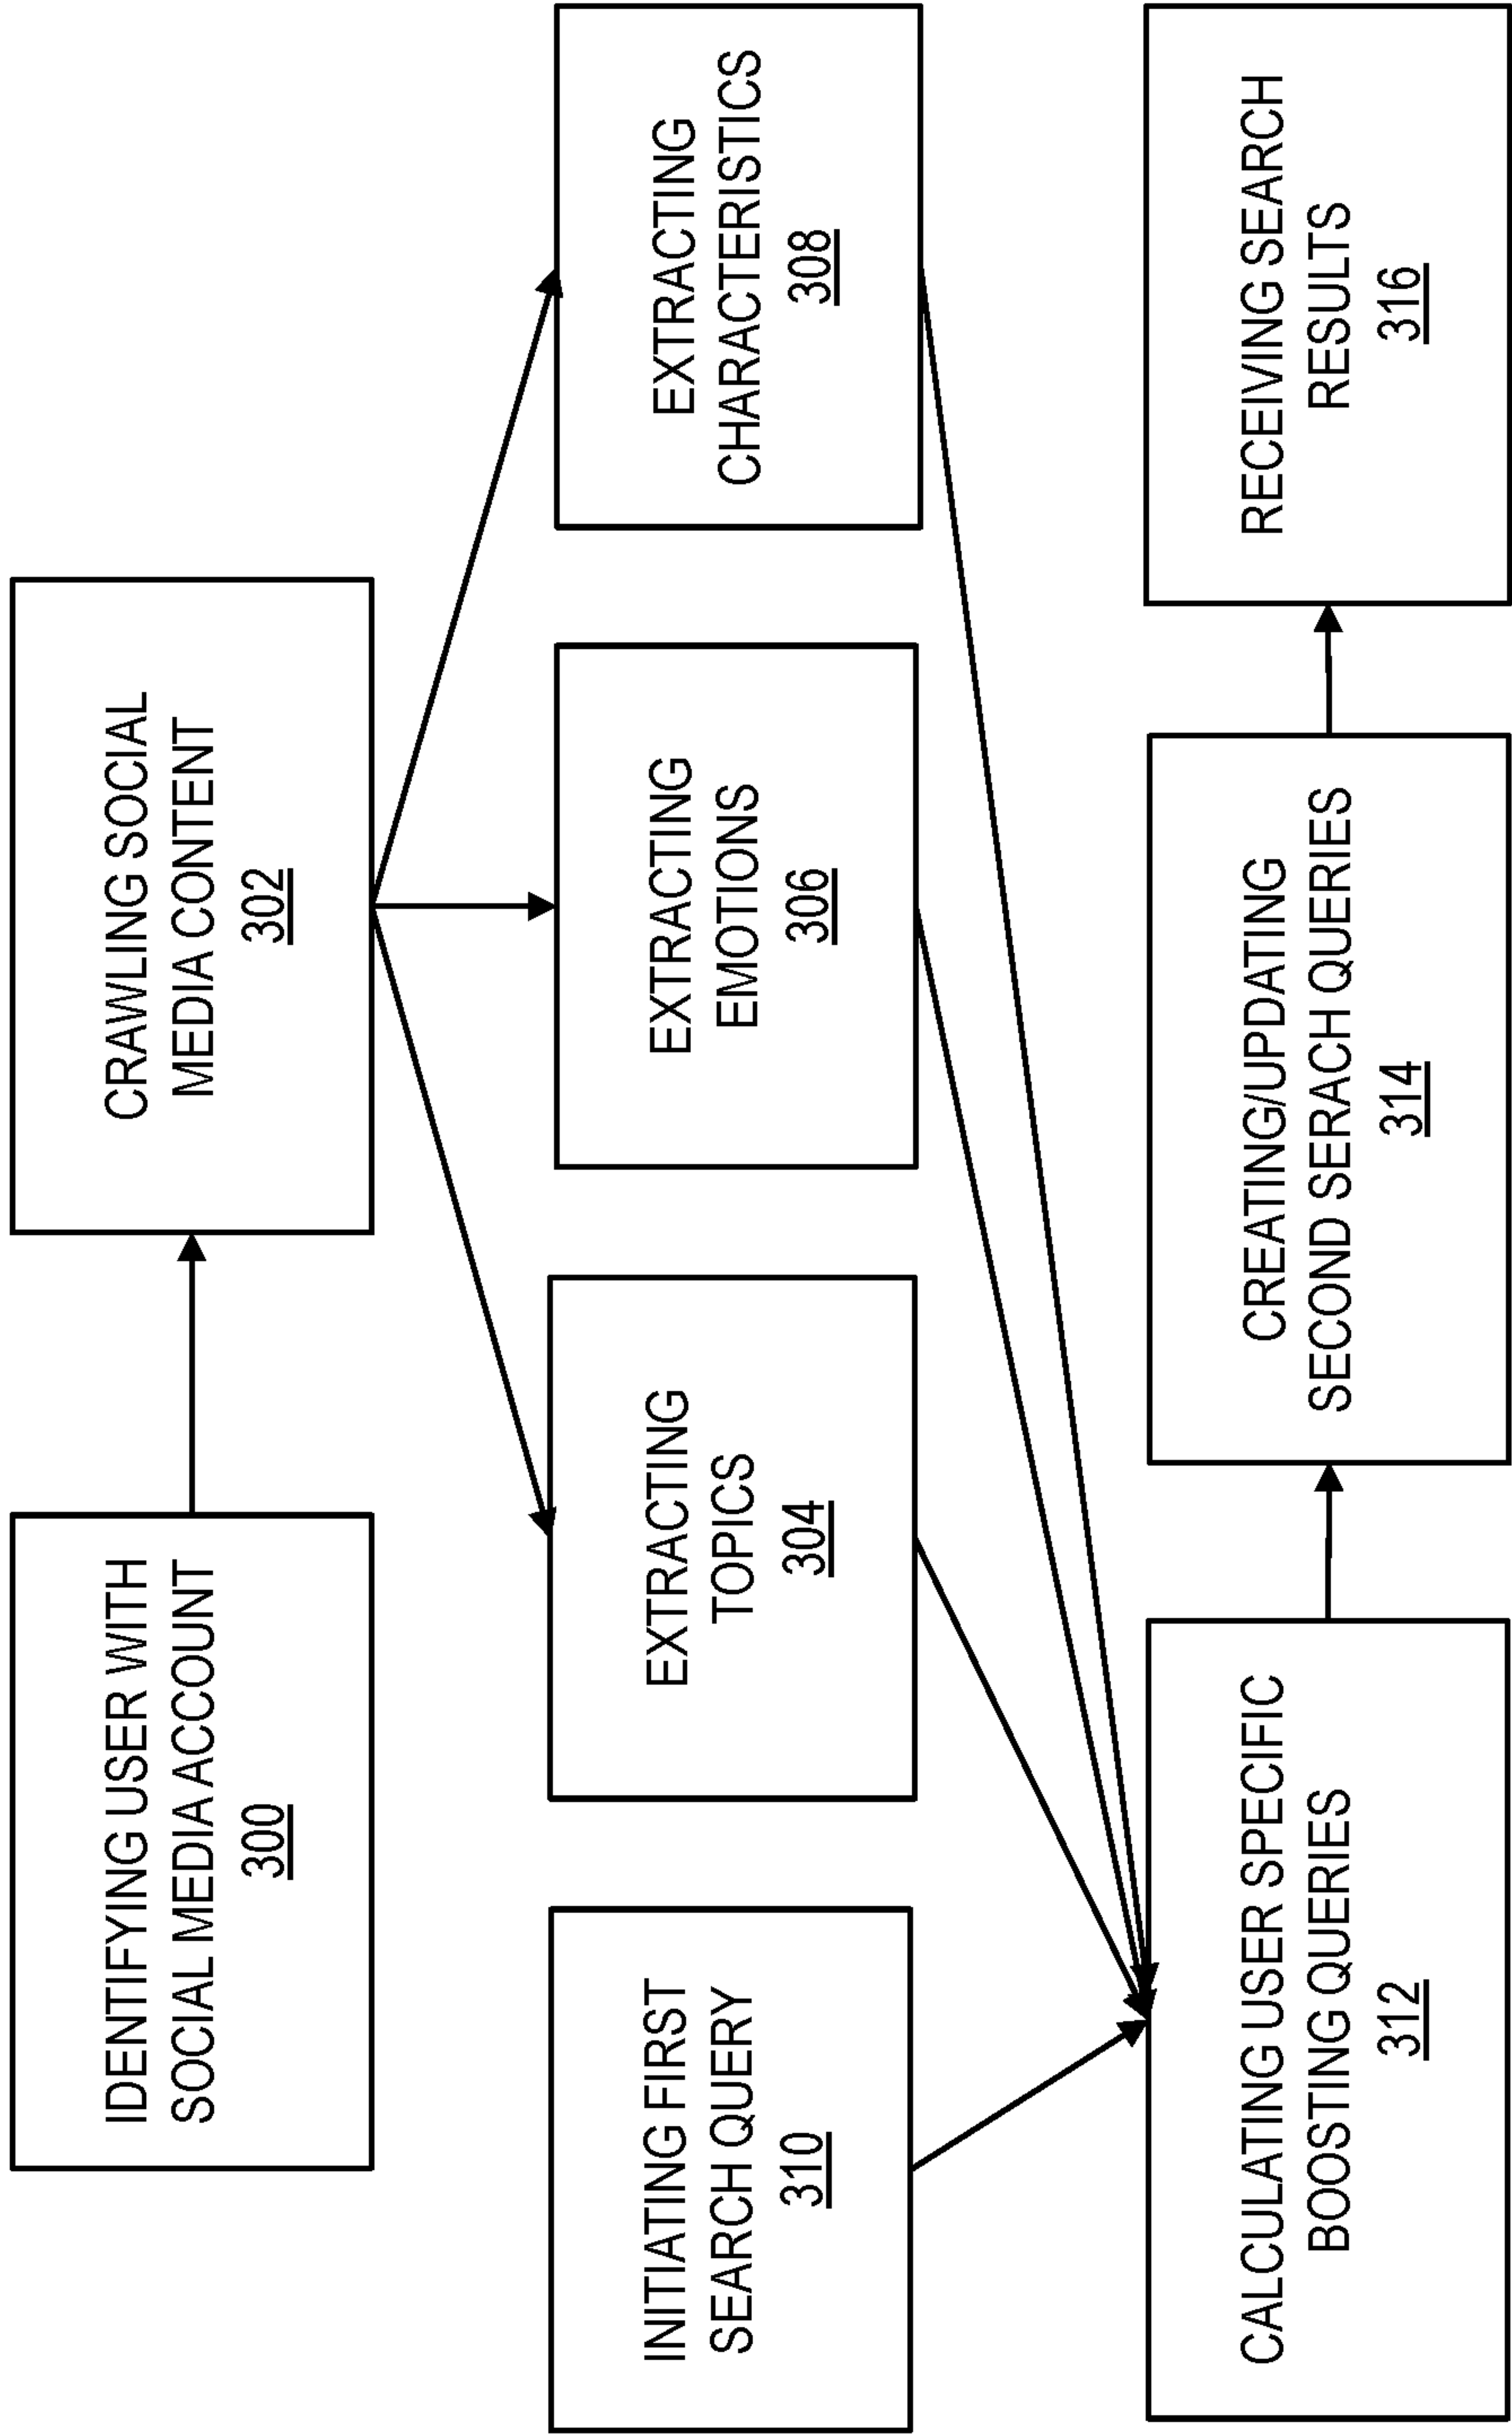 IDENTIFYING USER WITH
SOCIAL MEDIA ACCOUNT
300
CRAWLING SOCIAL
MEDIA CONTENT
302
INITIATING FIRST
SEARCH QUERY
310
EXTRACTING
TOPICS
304
EXTRACTING
EMOTIONS
306
EXTRACTING
CHARACTERISTICS
308
CALCULATING USER SPECIFIC
BOOSTING QUERIES
312
CREATING/UPDATING
SECOND SERACH QUERIES
314
RECEIVING SEARCH
RESULTS
316